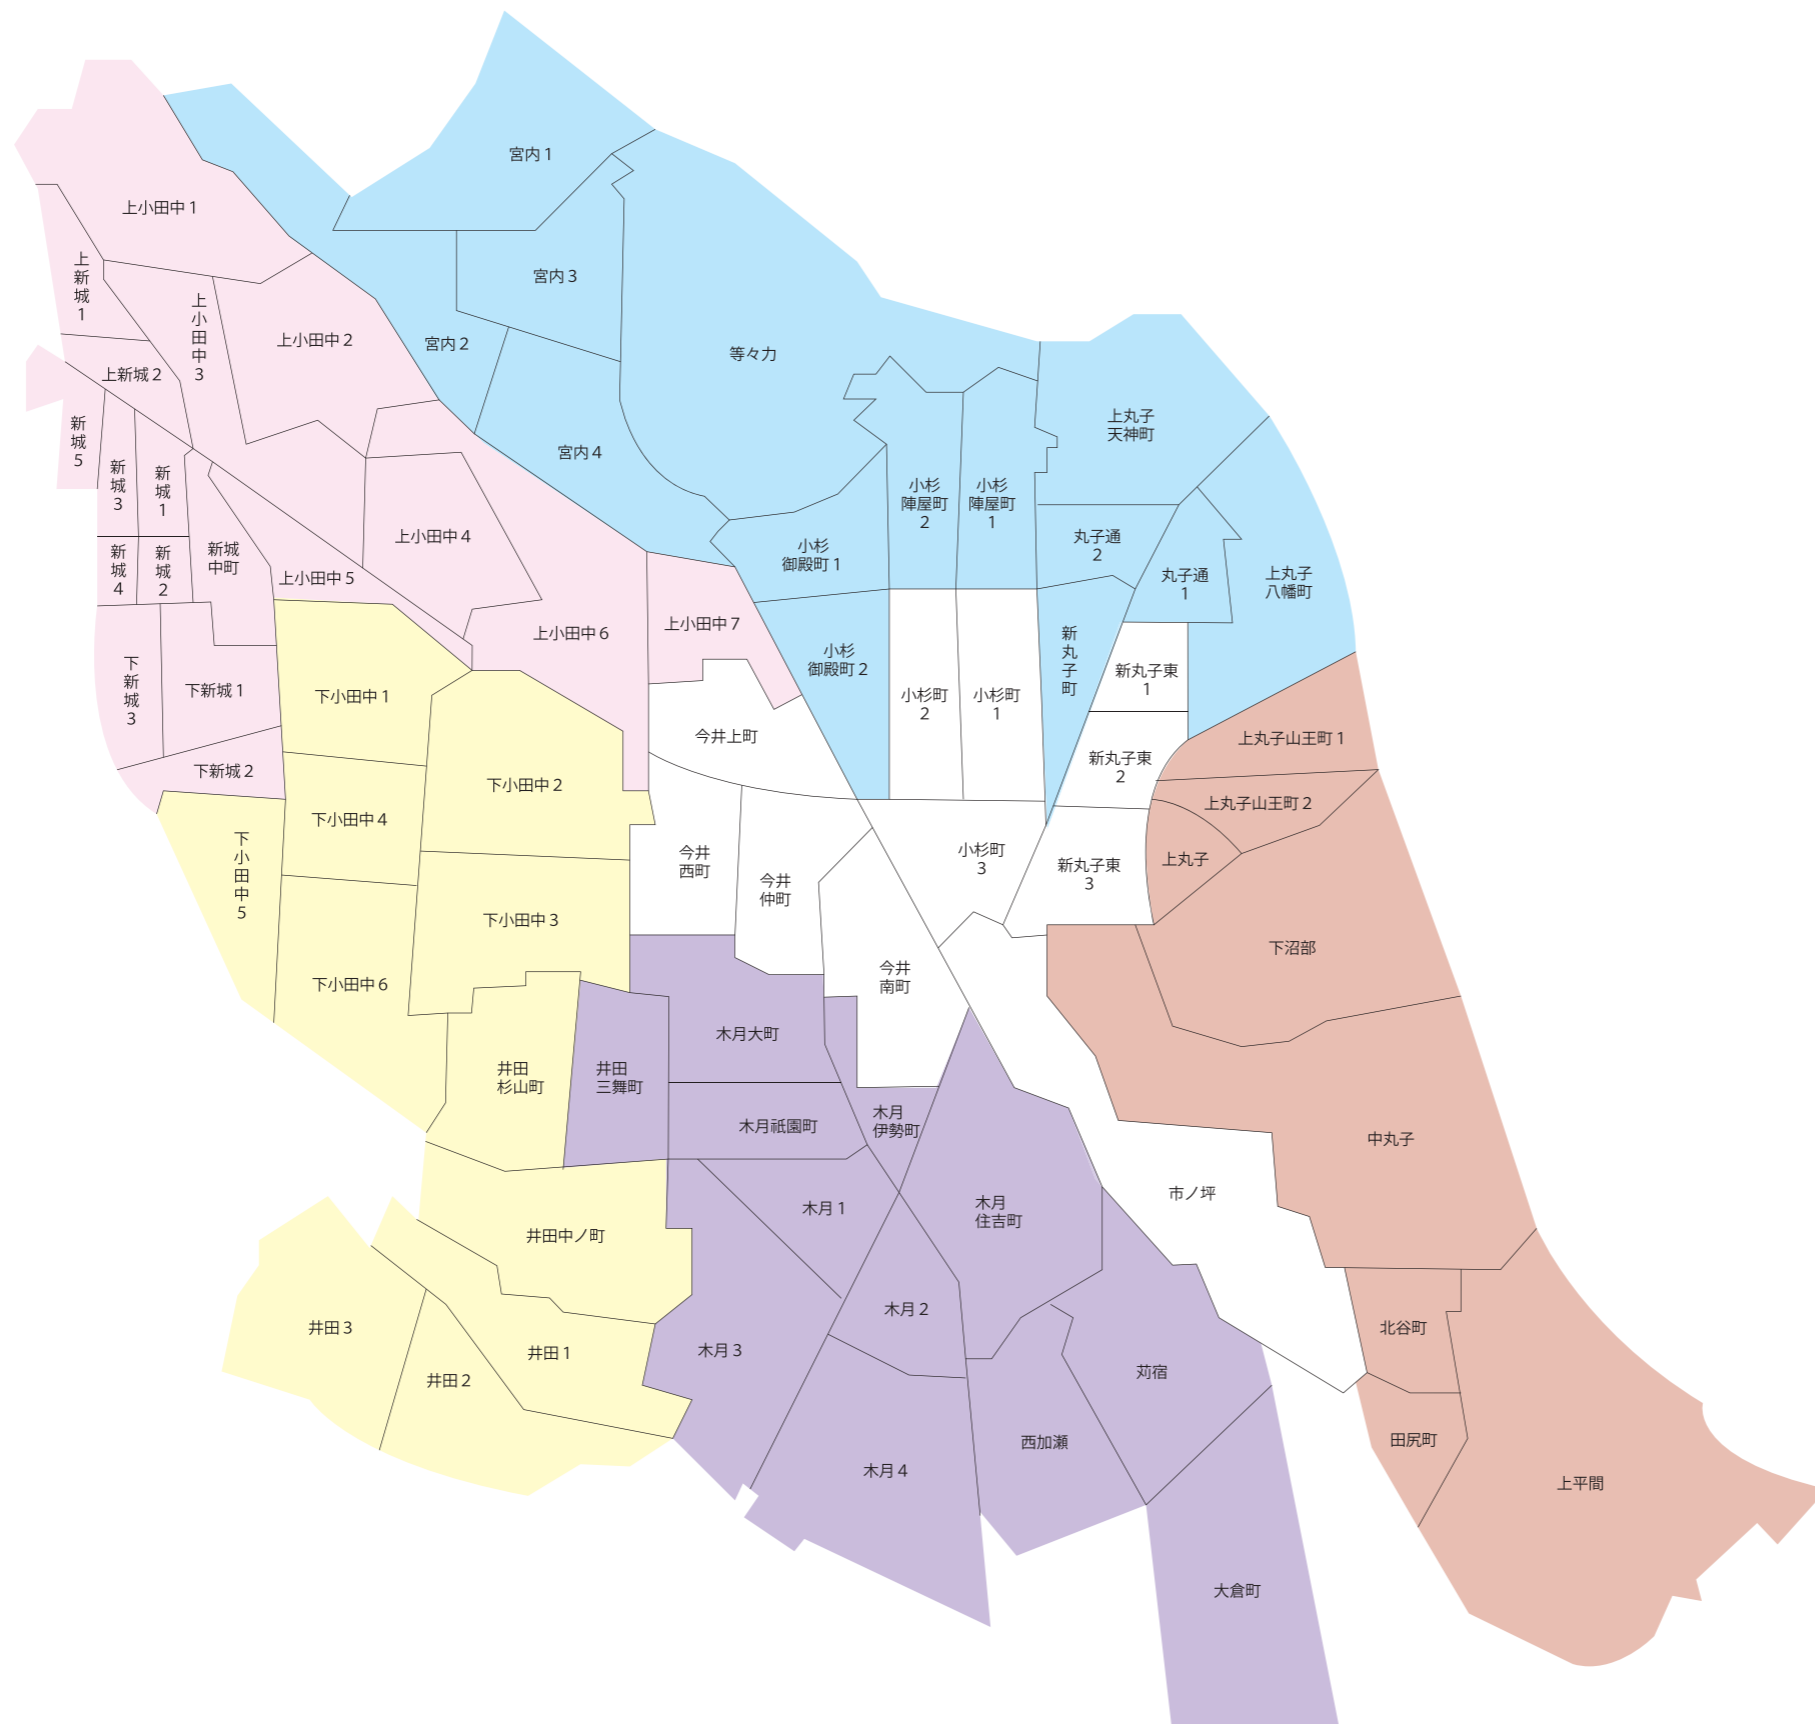 宮内１
上小田中１
上新城１
宮内３
上小田中３
上小田中２
宮内２
等々力
上新城２
新城５
上丸子
天神町
宮内４
新城３
新城１
小杉
陣屋町
２
小杉
陣屋町
１
上小田中４
丸子通
２
小杉
御殿町１
新城４
新城２
新城
中町
上小田中５
丸子通
１
上丸子
八幡町
上小田中６
上小田中７
新丸子町
小杉
御殿町２
新丸子東
１
下新城３
下新城１
下小田中１
小杉町
２
小杉町
１
今井上町
上丸子山王町１
新丸子東
２
下新城２
下小田中２
上丸子山王町２
下小田中４
下小田中５
今井
西町
小杉町
３
上丸子
新丸子東
３
今井
仲町
下小田中３
下沼部
今井
南町
下小田中６
木月大町
井田
杉山町
井田
三舞町
木月祇園町
木月
伊勢町
中丸子
市ノ坪
木月１
木月
住吉町
井田中ノ町
木月２
井田３
北谷町
井田１
木月３
井田２
苅宿
西加瀬
田尻町
木月４
上平間
大倉町